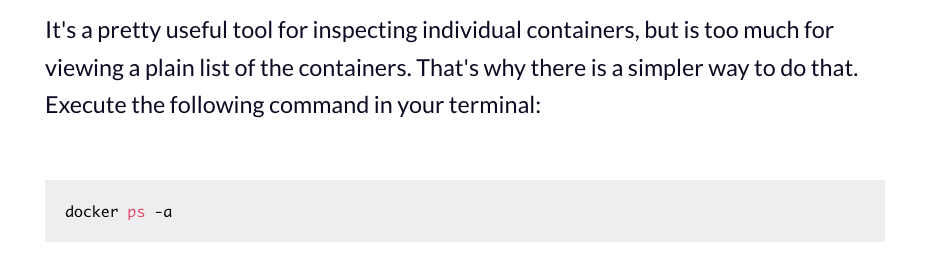 It's a pretty useful tool for inspecting individual containers, but is too much for
viewing a plain list of the containers. That's why there is a simpler way to do that.
Execute the following command in your terminal:
docker ps -a